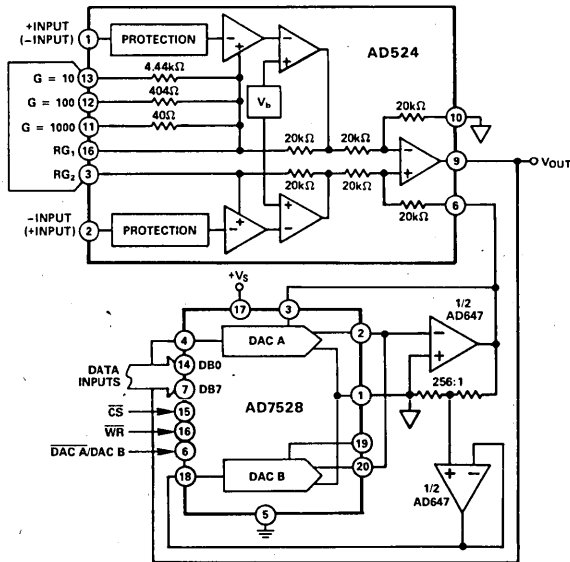 +INPUT
(−INPUT)
1
PROTECTION
AD524
G = 10
13
4.44kΩ
G = 100
12
404Ω
G = 1000
11
40Ω
Vb
RG1
16
RG2
3
20kΩ
20kΩ
20kΩ
10
20kΩ
20kΩ
20kΩ
9
VOUT
6
−INPUT
(+INPUT)
2
PROTECTION
+VS
17
3
4
DAC A
2
1/2
AD647
DATA
INPUTS
14
DB0
7
DB7
AD7528
1
256:1
CS
15
WR
16
DAC A/DAC B
6
19
20
18
DAC B
5
1/2
AD647